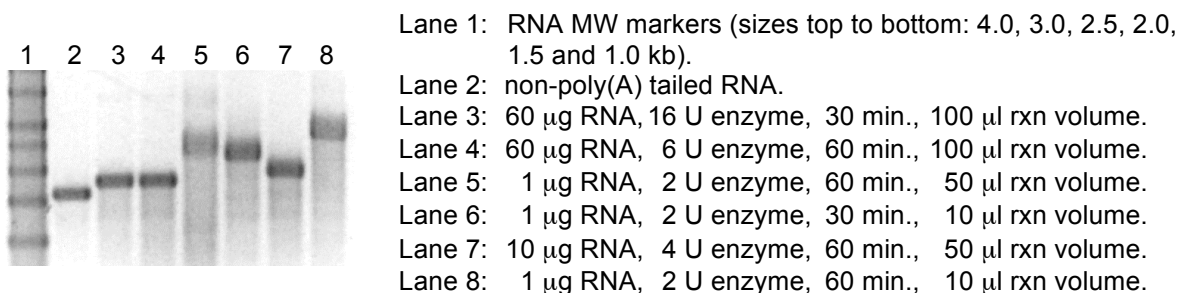 1 2 3 4 5 6 7 8
Lane 1: RNA MW markers (sizes top to bottom: 4.0, 3.0, 2.5, 2.0,
1.5 and 1.0 kb).
Lane 2: non-poly(A) tailed RNA.
Lane 3: 60 μg RNA, 16 U enzyme, 30 min., 100 μl rxn volume.
Lane 4: 60 μg RNA, 6 U enzyme, 60 min., 100 μl rxn volume.
Lane 5: 1 μg RNA, 2 U enzyme, 60 min., 50 μl rxn volume.
Lane 6: 1 μg RNA, 2 U enzyme, 30 min., 10 μl rxn volume.
Lane 7: 10 μg RNA, 4 U enzyme, 60 min., 50 μl rxn volume.
Lane 8: 1 μg RNA, 2 U enzyme, 60 min., 10 μl rxn volume.